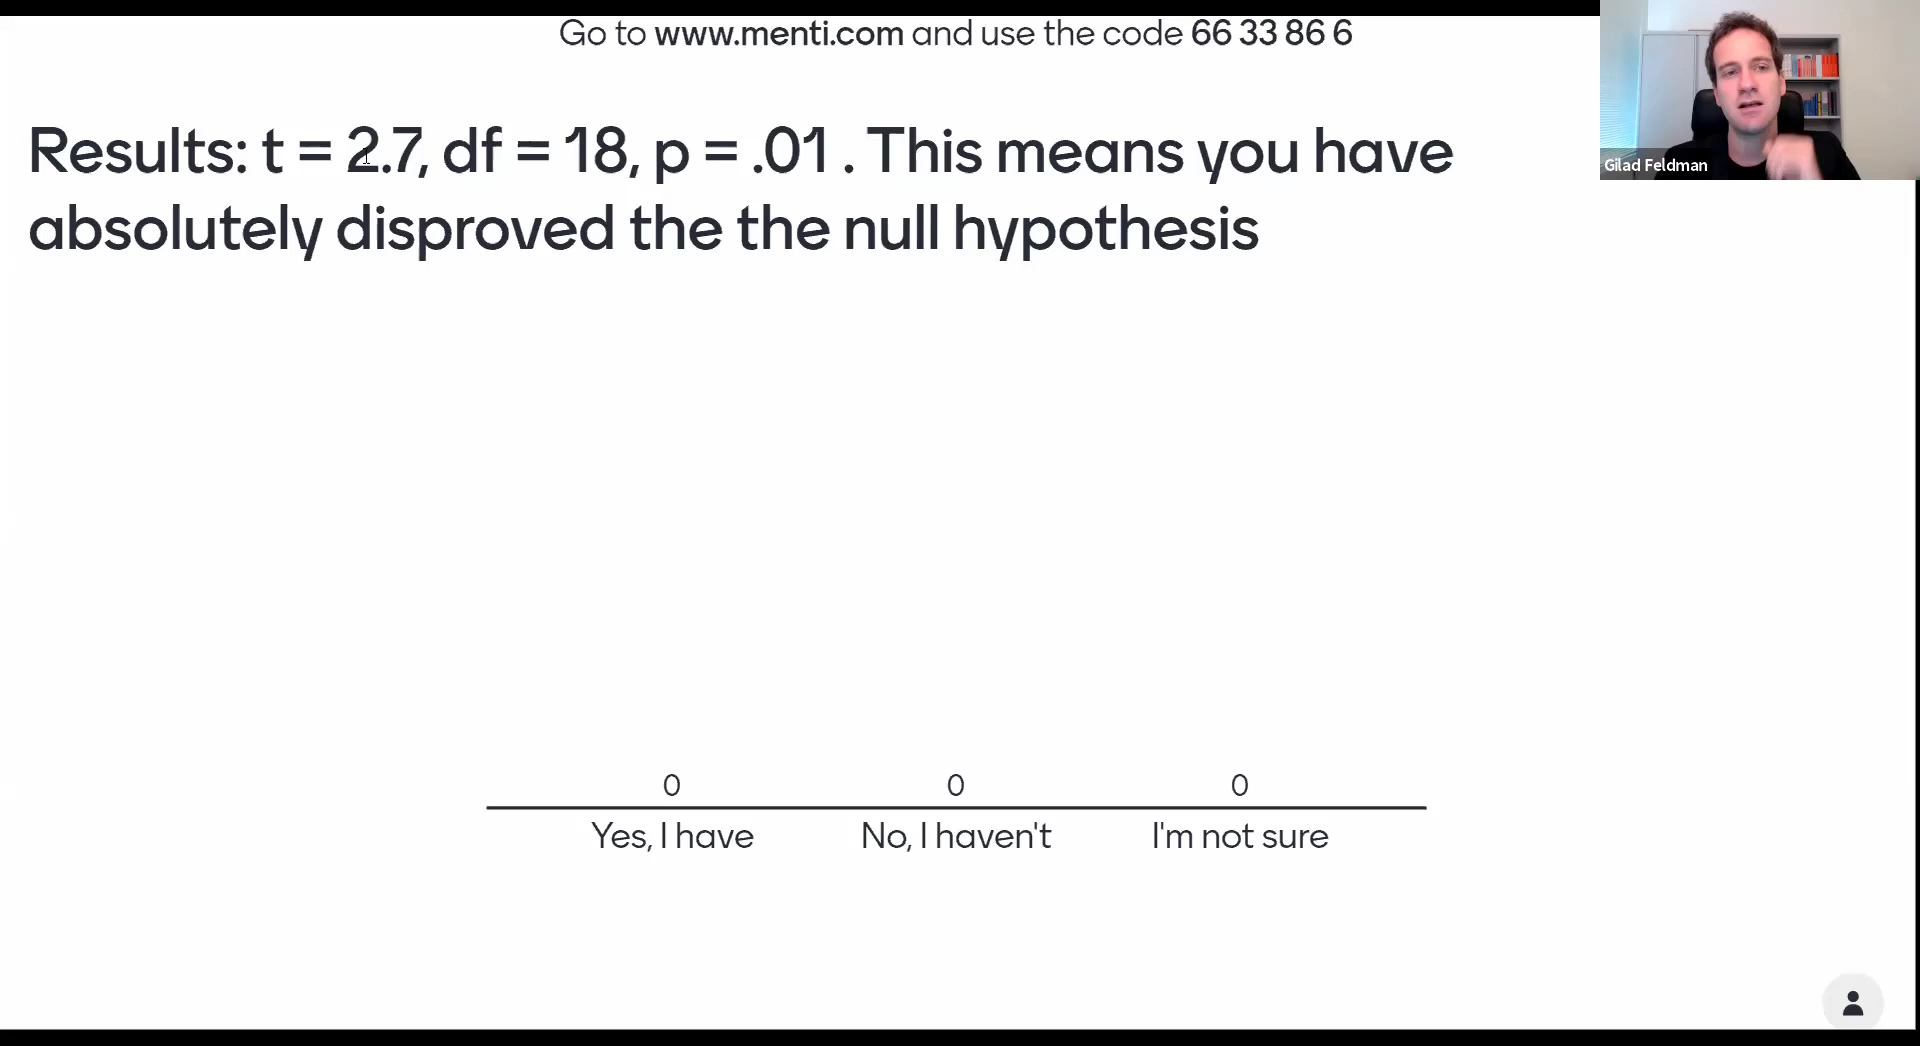 Go to www.menti.com and use the code 66 33 86 6
Results: t = 2.7, df = 18, p = .01 . This means you have
absolutely disproved the the null hypothesis
Gilad Feldman
0 0 0
Yes, I have No, I haven't I'm not sure